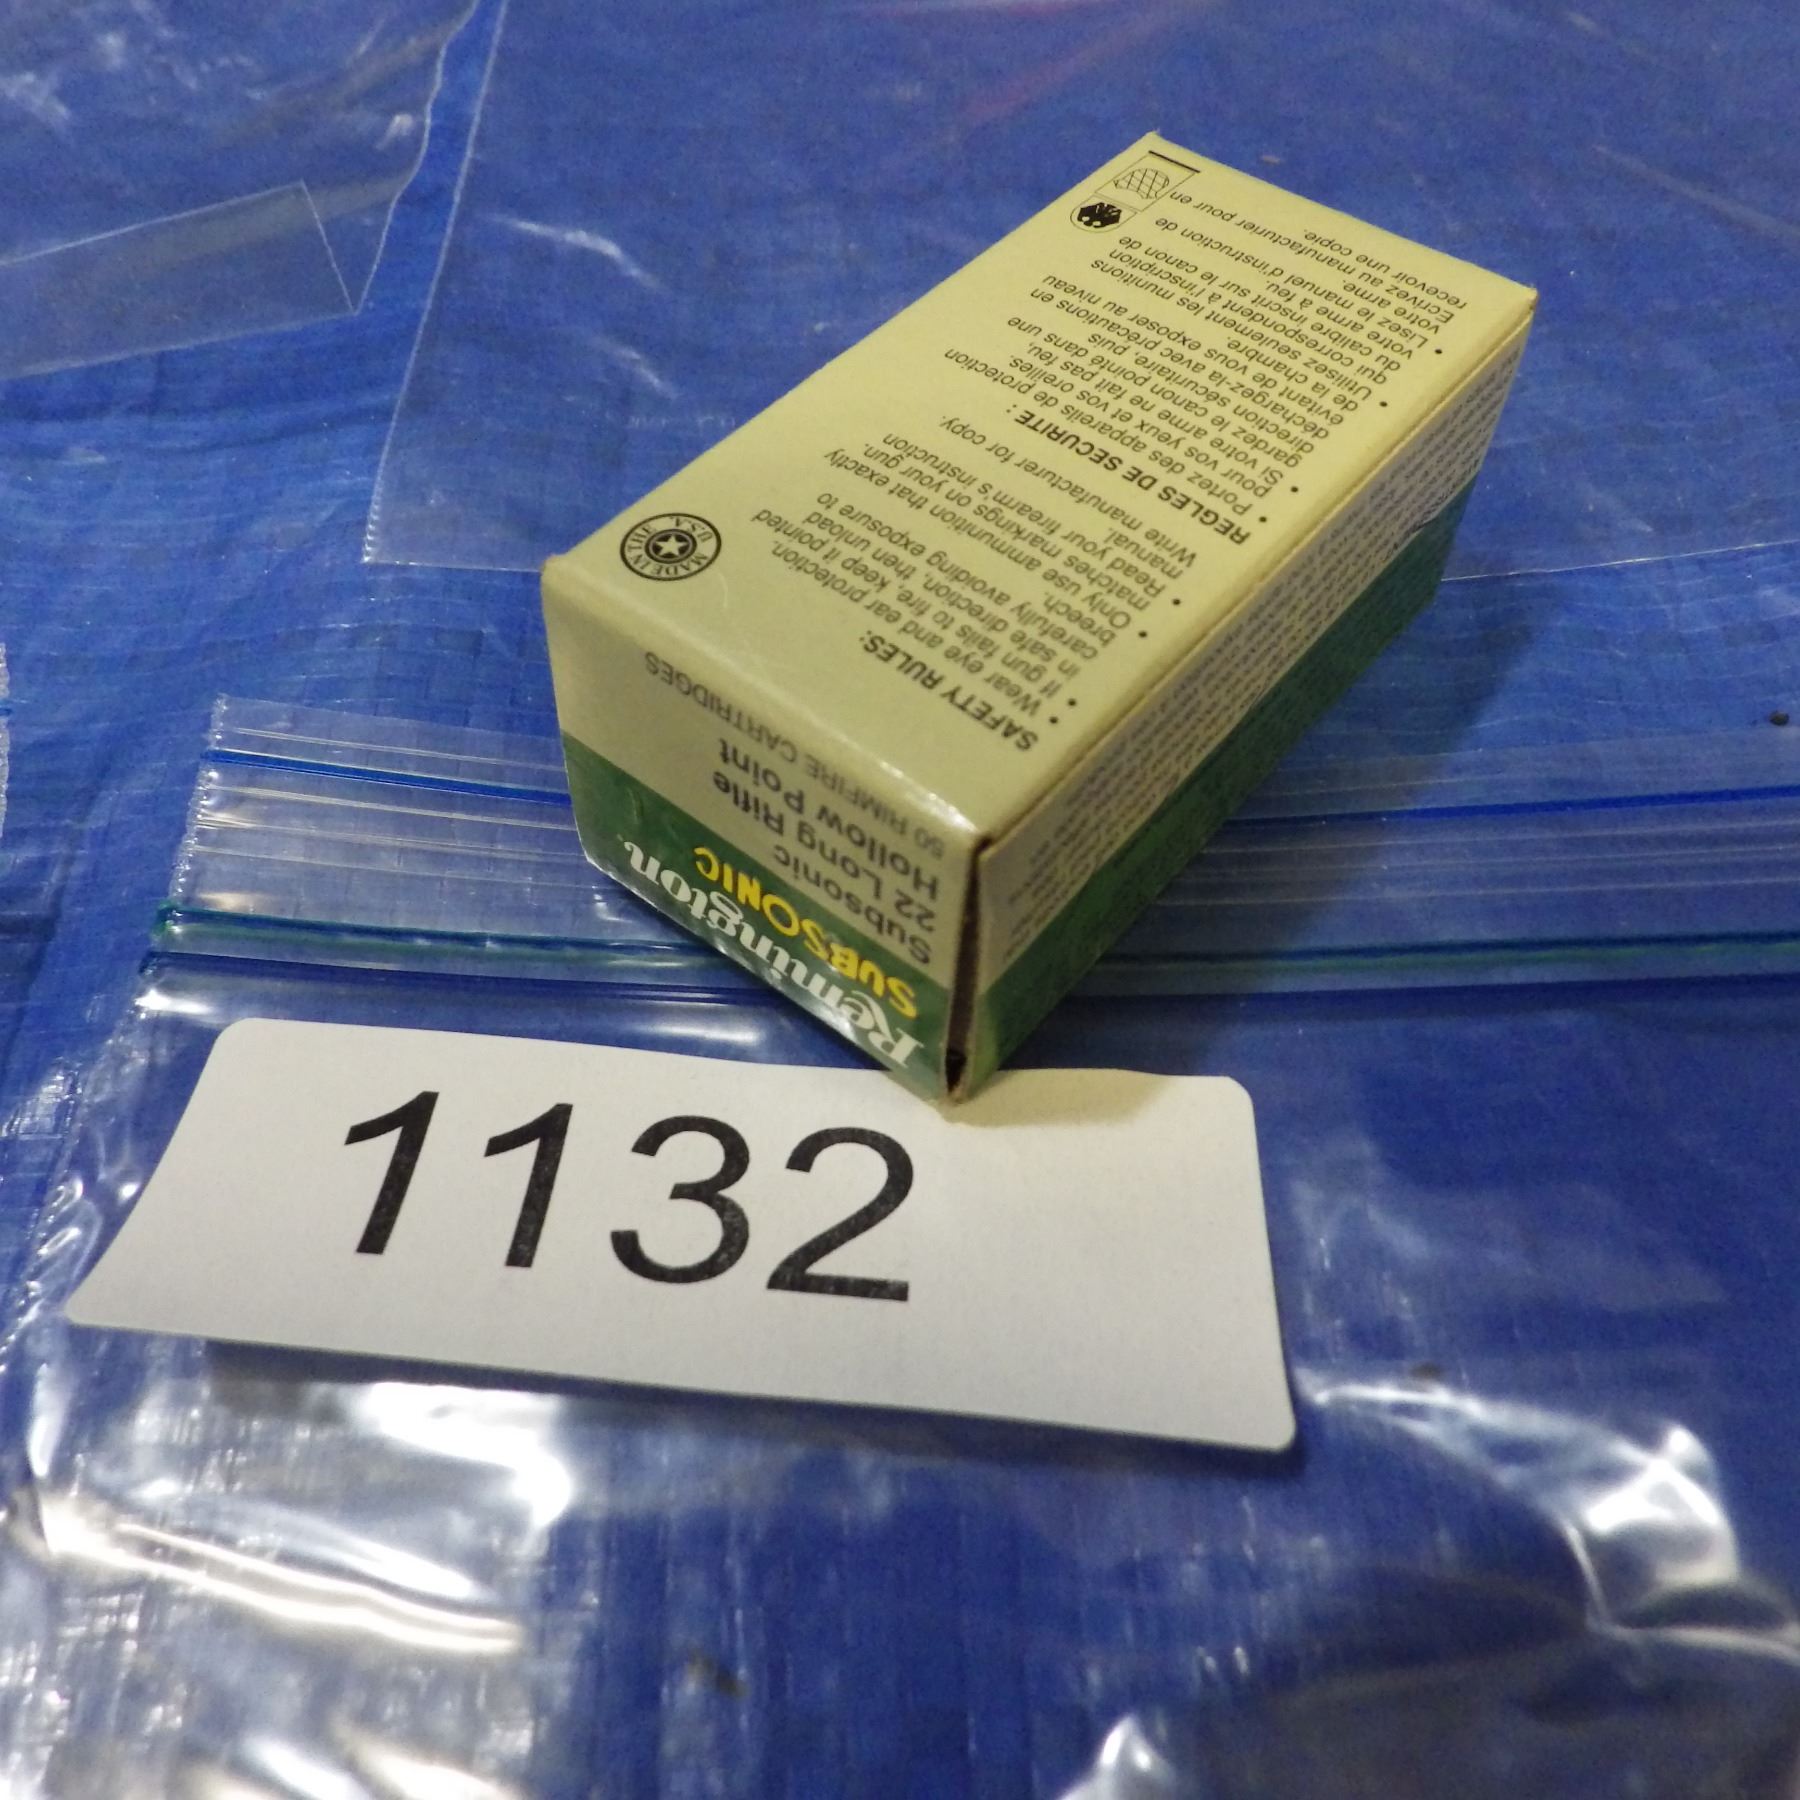 MADE IN THE U.S.A.
SAFETY RULES:
• Wear eye and ear protection.
• If gun fails to fire, keep it pointed
in safe direction, then unload
carefully avoiding exposure to
breech.
• Only use ammunition that exactly
matches markings on your gun.
• Read your firearm's instruction
manual.
Write manufacturer for copy.
REGLES DE SECURITE :
• Portez des appareils de protection
pour vos yeux et vos oreilles.
• Si votre arme ne fait pas feu,
gardez le canon pointé dans une
direction sécuritaire, puis
déchargez-la avec précautions en
évitant de vous exposer au niveau
de la chambre.
• Utilisez seulement les munitions
qui correspondent à l'inscription
du calibre inscrit sur le canon de
votre arme à feu.
• Lisez le manuel d'instruction de
votre arme.
Ecrivez au manufacturier pour en
recevoir une copie.
Remington.
SUBSONIC
Subsonic
22 Long Rifle
Hollow Point
50 RIMFIRE CARTRIDGES
1132